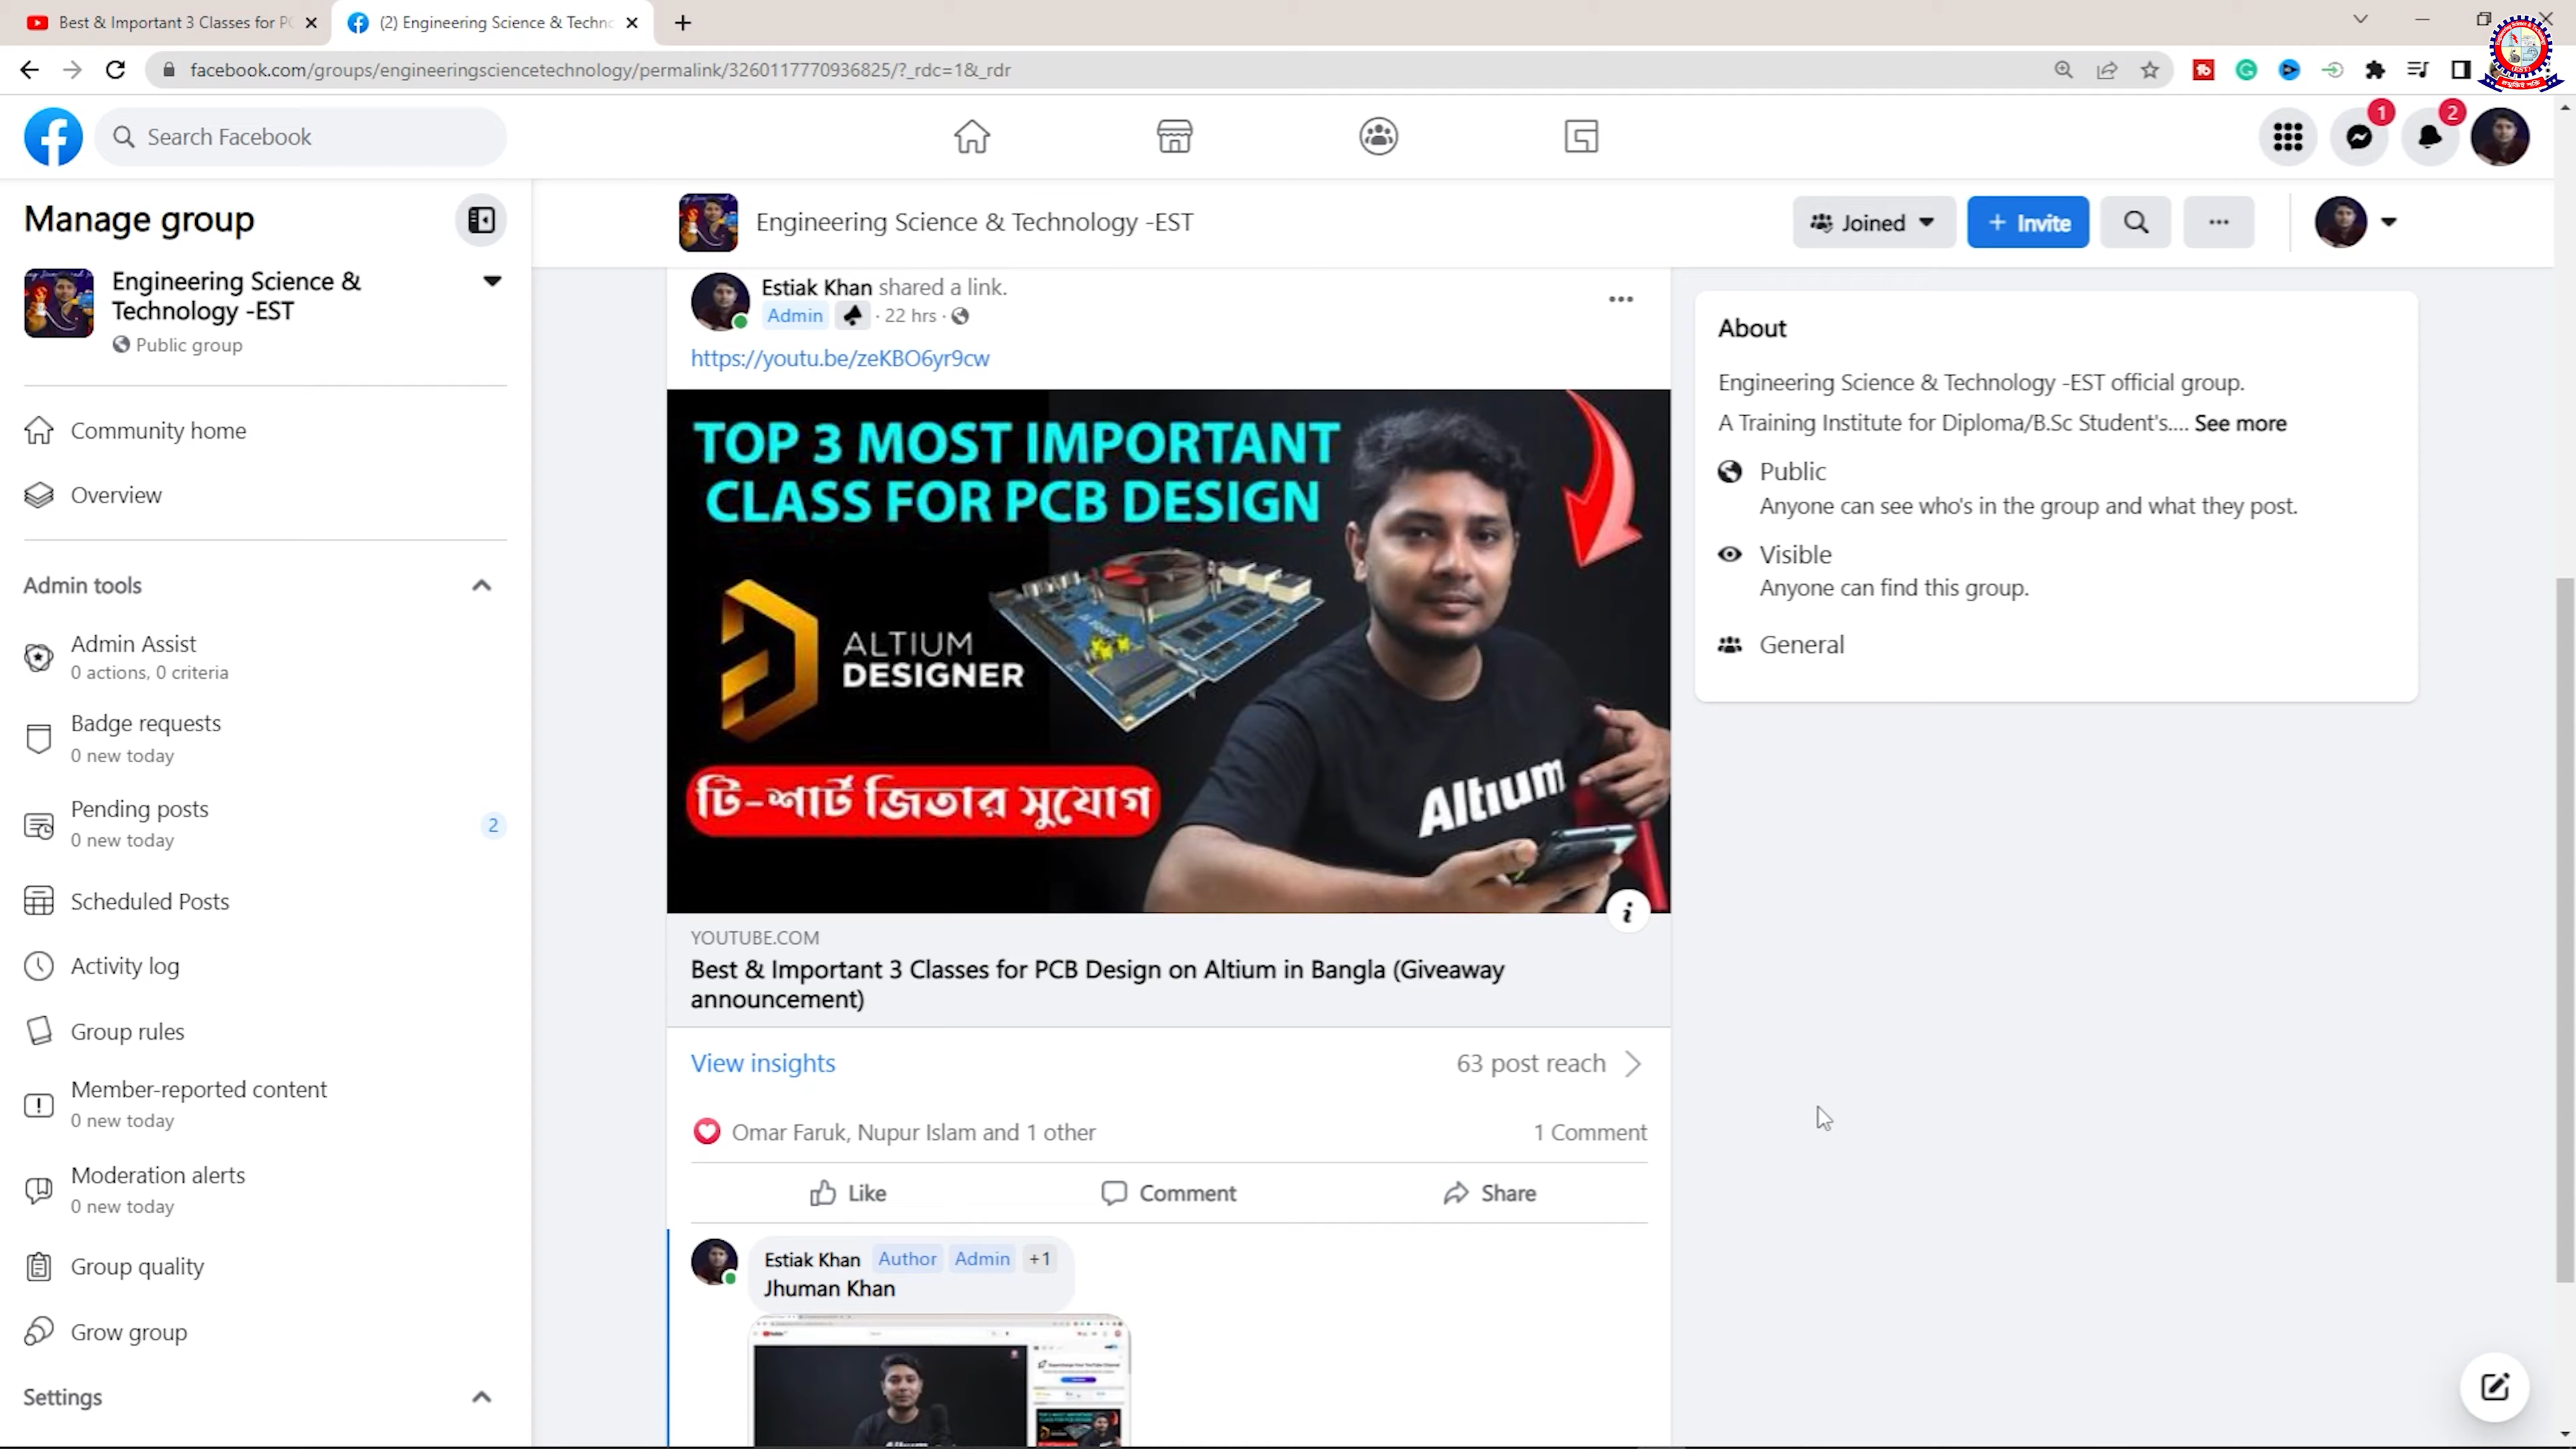 Best & Important 3 Classes for PC
(2) Engineering Science & Techno
facebook.com/groups/engineeringsciencetechnology/permalink/3260117770936825/?_rdc=1&_rdr
Search Facebook
1
2
Manage group
Engineering Science &
Technology -EST
Public group
Community home
Overview
Admin tools
Admin Assist
0 actions, 0 criteria
Badge requests
0 new today
Pending posts
0 new today
2
Scheduled Posts
Activity log
Group rules
Member-reported content
0 new today
Moderation alerts
0 new today
Group quality
Grow group
Settings
Engineering Science & Technology -EST
Joined
+ Invite
Estiak Khan shared a link.
Admin · 22 hrs ·
https://youtu.be/zeKBO6yr9cw
TOP 3 MOST IMPORTANT
CLASS FOR PCB DESIGN
ALTIUM
DESIGNER
টি-শার্ট জিতার সুযোগ
Altium
YOUTUBE.COM
Best & Important 3 Classes for PCB Design on Altium in Bangla (Giveaway
announcement)
View insights
63 post reach
Omar Faruk, Nupur Islam and 1 other
1 Comment
Like
Comment
Share
Estiak Khan Author Admin +1
Jhuman Khan
About
Engineering Science & Technology -EST official group.
A Training Institute for Diploma/B.Sc Student's.... See more
Public
Anyone can see who's in the group and what they post.
Visible
Anyone can find this group.
General